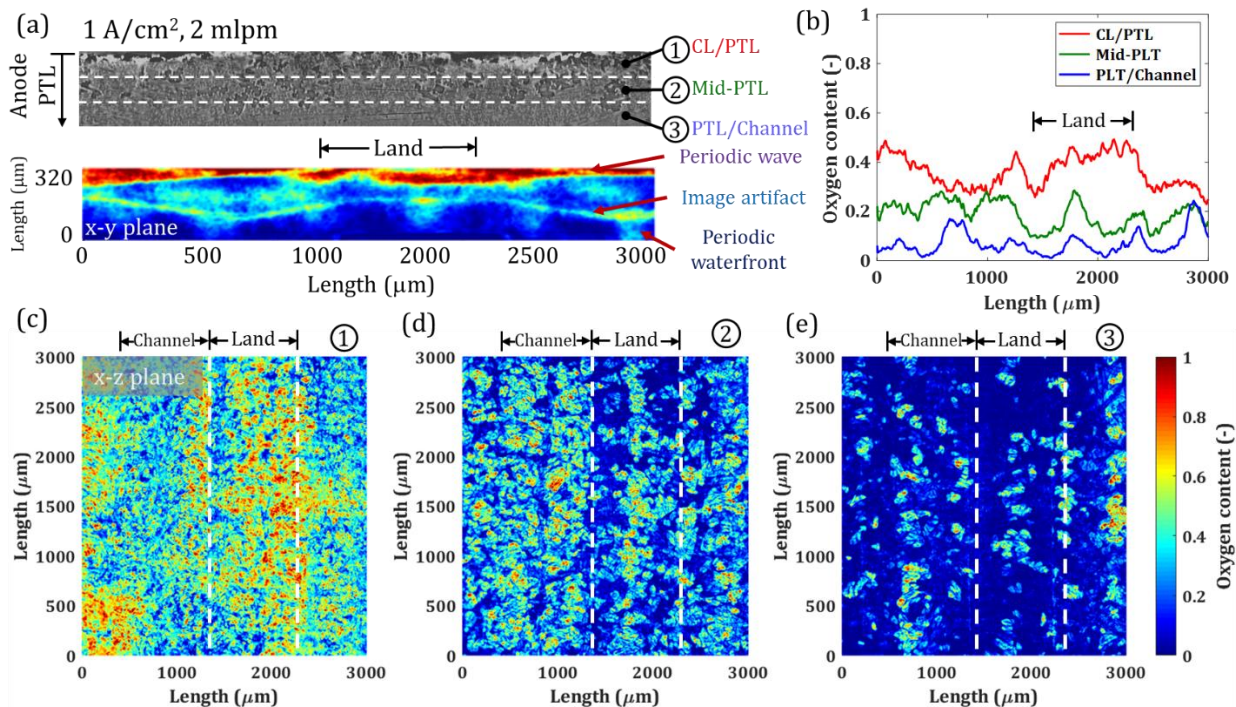 (a)
1 A/cm², 2 mlpm
Anode
PTL
① CL/PTL
② Mid-PTL
③ PTL/Channel
Land
Length (μm)
320
0
x-y plane
Periodic wave
Image artifact
Periodic
waterfront
0 500 1000 2000 2500 3000
Length (μm)
(b)
Oxygen content (-)
1
0.8
0.6
0.4
0.2
0
CL/PTL
Mid-PLT
PLT/Channel
Land
0 1000 2000 3000
Length (μm)
(c)
Channel Land ①
x-z plane
Length (μm)
3000
2500
2000
1500
1000
500
0
0 1000 2000 3000
Length (μm)
(d)
Channel Land ②
Length (μm)
3000
2500
2000
1500
1000
500
0
0 1000 2000 3000
Length (μm)
(e)
Channel Land ③
Length (μm)
3000
2500
2000
1500
1000
500
0
0 1000 2000 3000
Length (μm)
1
0.8
0.6
0.4
0.2
0
Oxygen content (-)